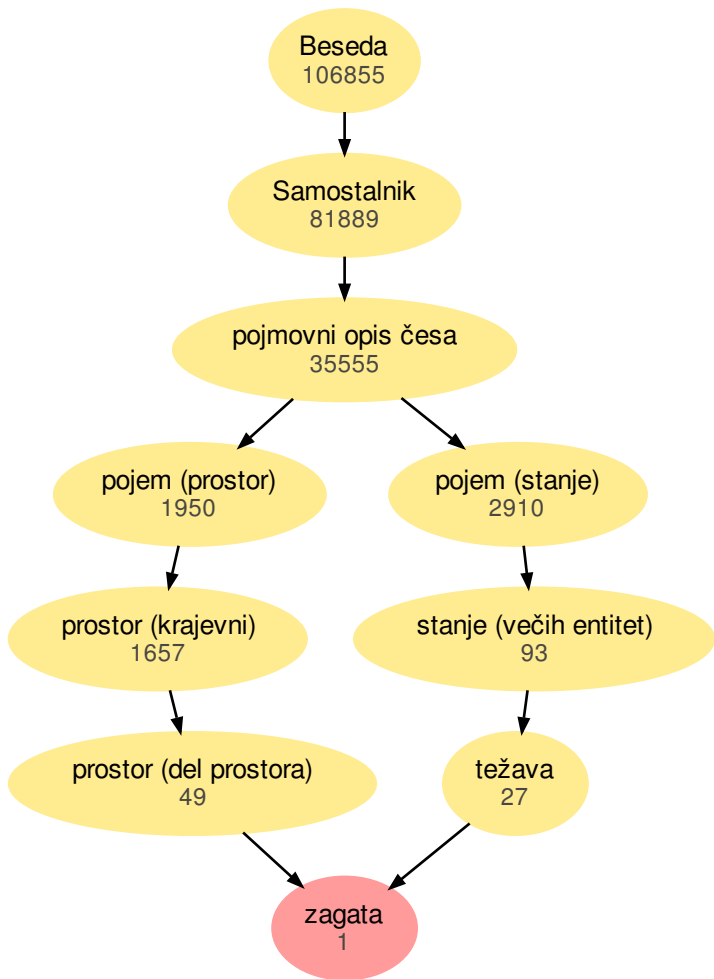 Beseda
106855
Samostalnik
81889
pojmovni opis česa
35555
pojem (prostor)
1950
pojem (stanje)
2910
prostor (krajevni)
1657
stanje (večih entitet)
93
prostor (del prostora)
49
težava
27
zagata
1